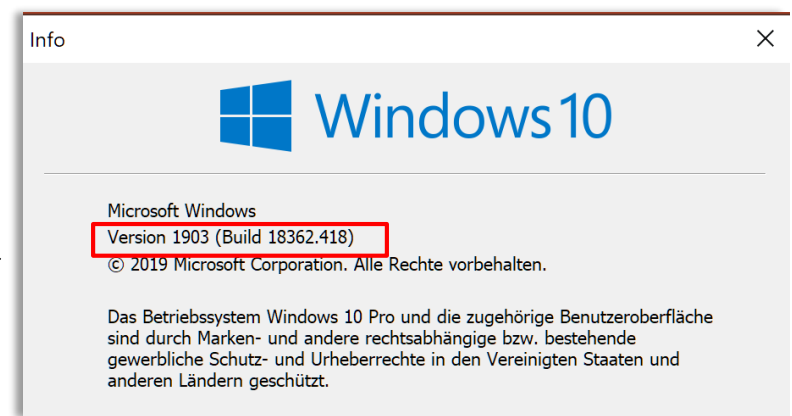 Info
Windows 10
Microsoft Windows
Version 1903 (Build 18362.418)
© 2019 Microsoft Corporation. Alle Rechte vorbehalten.
Das Betriebssystem Windows 10 Pro und die zugehörige Benutzeroberfläche
sind durch Marken- und andere rechtsabhängige bzw. bestehende
gewerbliche Schutz- und Urheberrechte in den Vereinigten Staaten und
anderen Ländern geschützt.